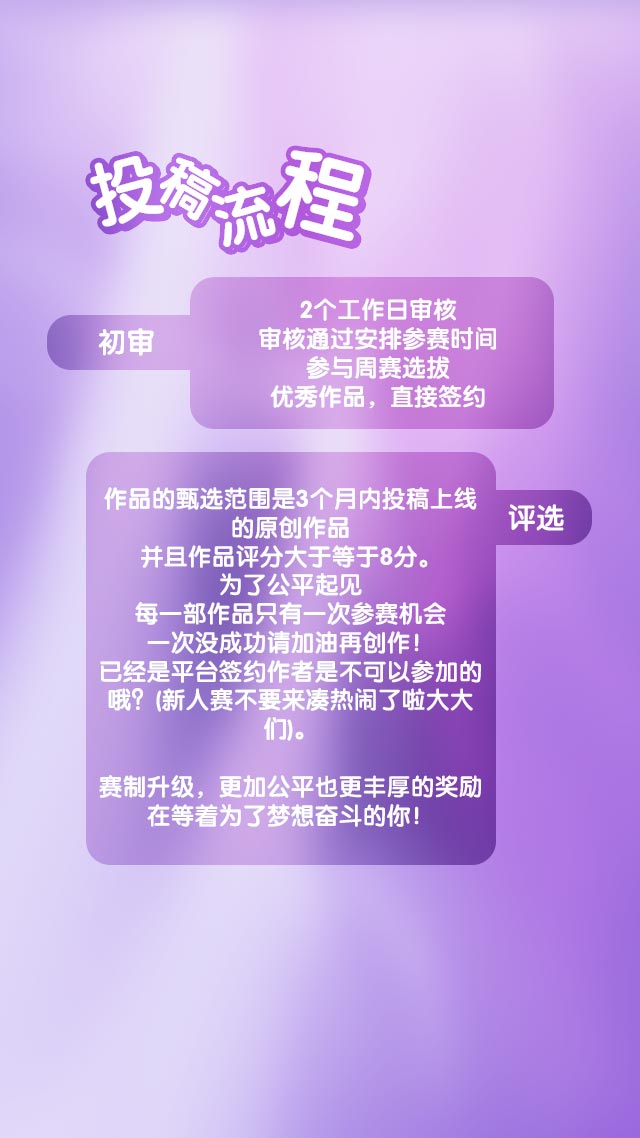 投稿流程
初审
2个工作日审核
审核通过安排参赛时间
参与周赛选拔
优秀作品，直接签约
评选
作品的甄选范围是3个月内投稿上线
的原创作品
并且作品评分大于等于8分。
为了公平起见
每一部作品只有一次参赛机会
一次没成功请加油再创作！
已经是平台签约作者是不可以参加的
哦？(新人赛不要来凑热闹了啦大大
们)。
赛制升级，更加公平也更丰厚的奖励
在等着为了梦想奋斗的你！